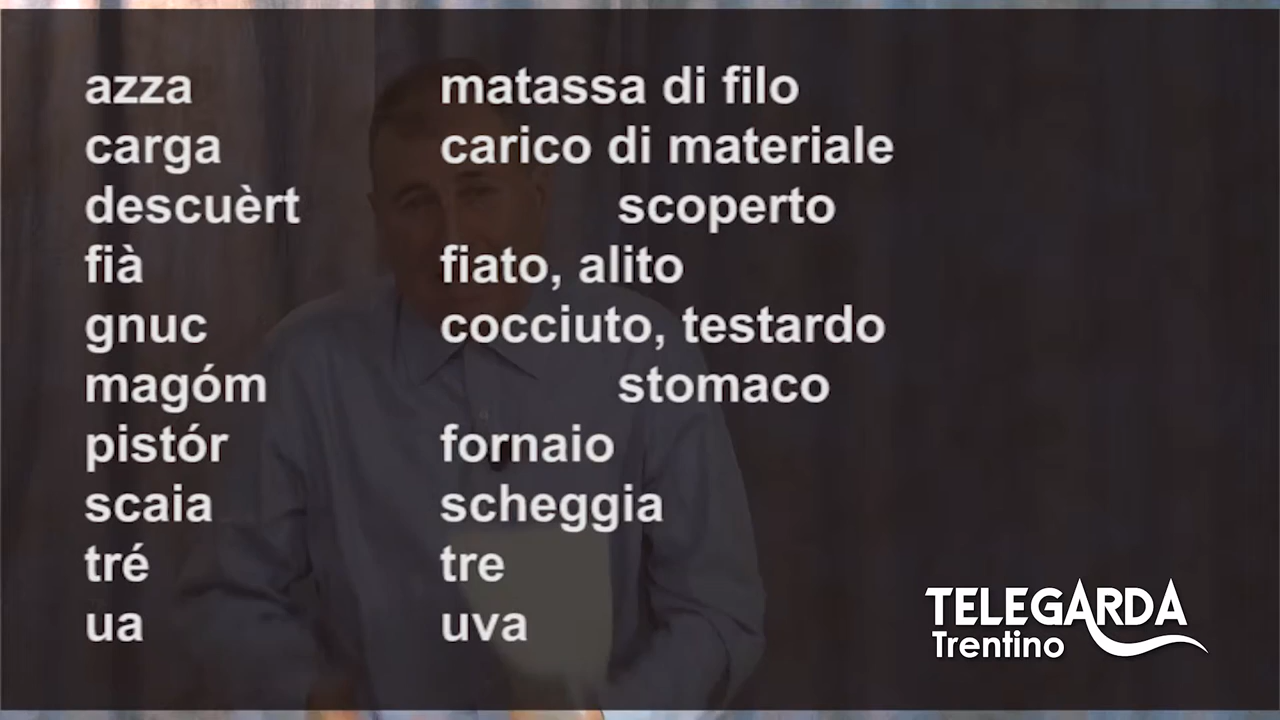 azza matassa di filo
carga carico di materiale
descuèrt scoperto
fià fiato, alito
gnuc cocciuto, testardo
magóm stomaco
pistór fornaio
scaia scheggia
tré tre
ua uva
TELEGARDA
Trentino